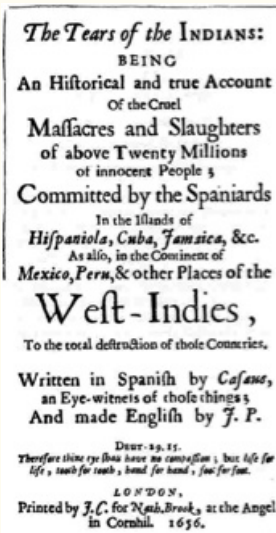 The Tears of the INDIANS:
BEING
An Hiſtorical and true Account
Of the Cruel
Maſſacres and Slaughters
of above Twenty Millions
of innocent People;
Committed by the Spaniards
In the Iſlands of
Hiſpaniola, Cuba, Jamaica, &c.
As alſo, in the Continent of
Mexico, Peru, & other Places of the
Weſt-Indies,
To the total deſtruction of thoſe Countries.
Written in Spaniſh by Caſaus,
an Eye-witneſs of thoſe things;
And made Engliſh by J. P.
DEUT. 29. 15.
Therefore thine eye ſhall have no compaſſion; but life for
life, tooth for tooth, hand for hand, foot for foot.
LONDON,
Printed by J.C. for Nath. Brook, at the Angel
in Cornhil. 1656.